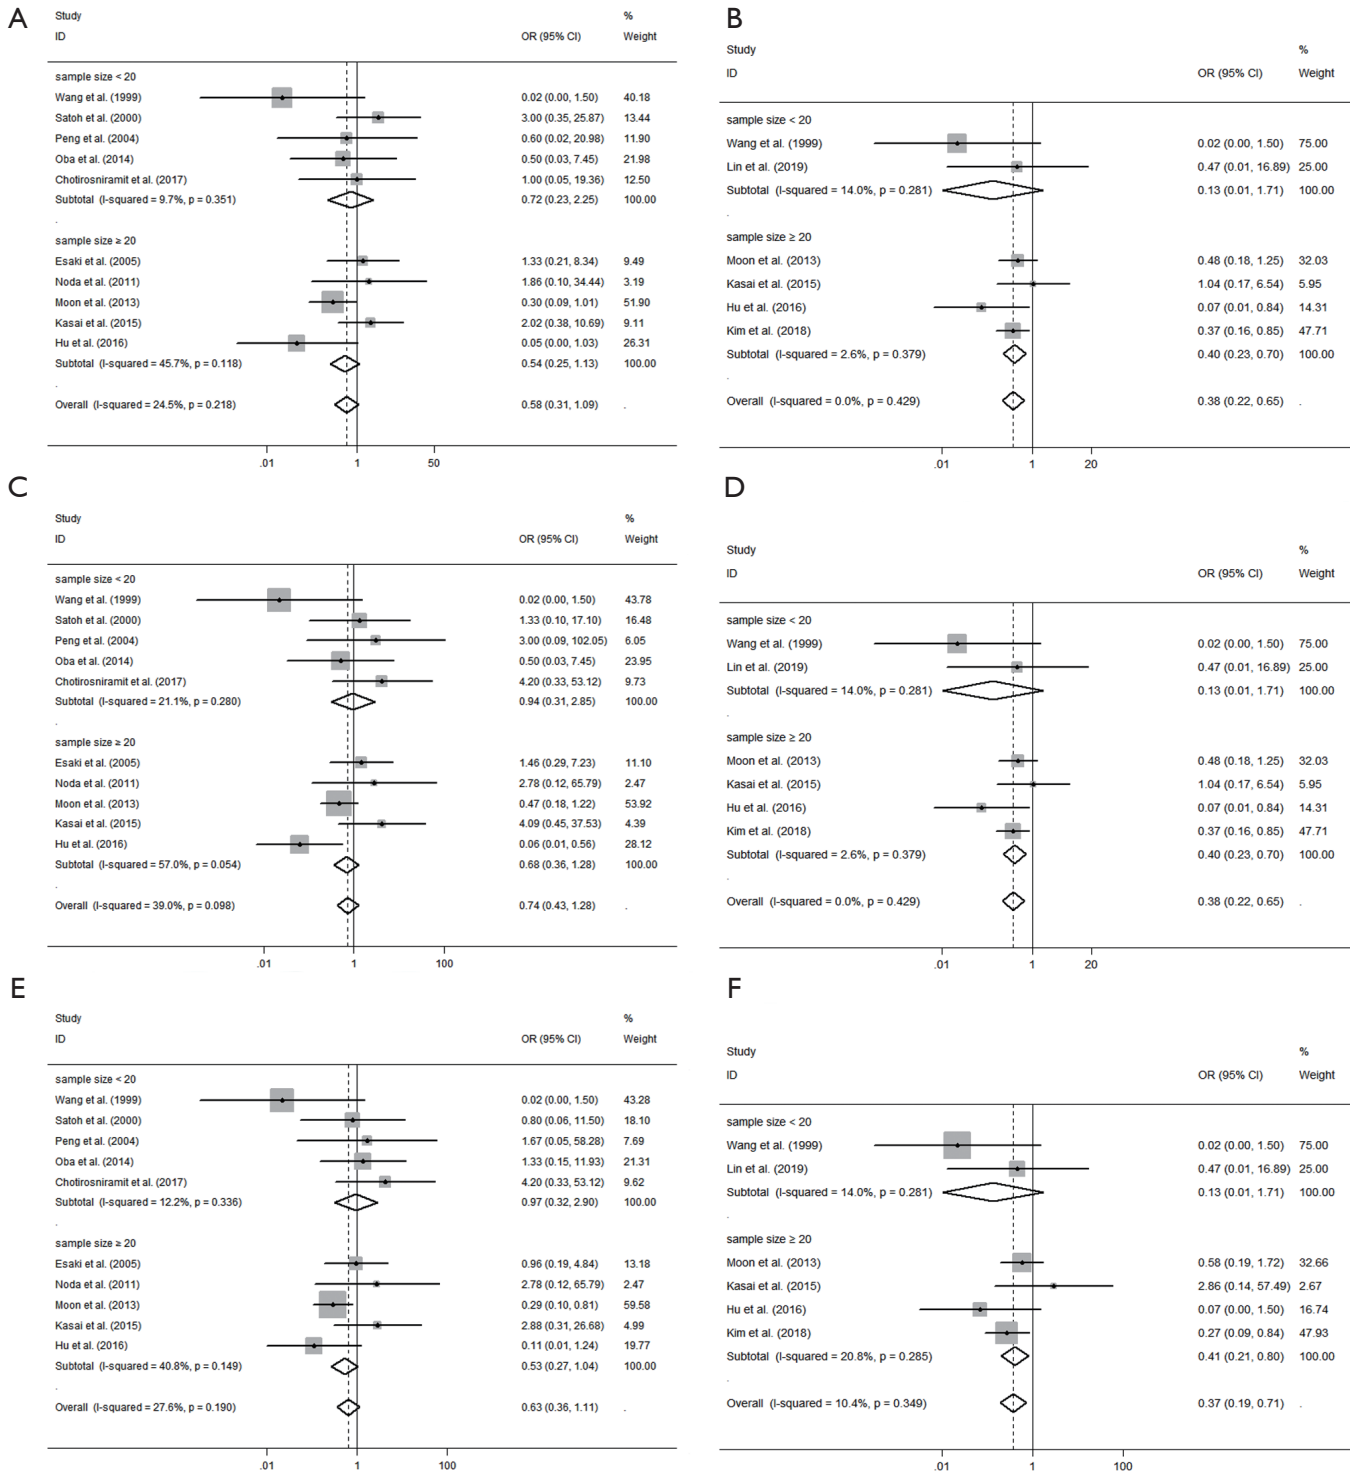 A
Study %
ID OR (95% CI) Weight
sample size < 20
Wang et al. (1999) 0.02 (0.00, 1.50) 40.18
Satoh et al. (2000) 3.00 (0.35, 25.87) 13.44
Peng et al. (2004) 0.60 (0.02, 20.98) 11.90
Oba et al. (2014) 0.50 (0.03, 7.45) 21.98
Chotirosniramit et al. (2017) 1.00 (0.05, 19.36) 12.50
Subtotal (I-squared = 9.7%, p = 0.351) 0.72 (0.23, 2.25) 100.00
.
sample size ≥ 20
Esaki et al. (2005) 1.33 (0.21, 8.34) 9.49
Noda et al. (2011) 1.86 (0.10, 34.44) 3.19
Moon et al. (2013) 0.30 (0.09, 1.01) 51.90
Kasai et al. (2015) 2.02 (0.38, 10.69) 9.11
Hu et al. (2016) 0.05 (0.00, 1.03) 26.31
Subtotal (I-squared = 45.7%, p = 0.118) 0.54 (0.25, 1.13) 100.00
.
Overall (I-squared = 24.5%, p = 0.218) 0.58 (0.31, 1.09) .
.01 1 50
B
Study %
ID OR (95% CI) Weight
sample size < 20
Wang et al. (1999) 0.02 (0.00, 1.50) 75.00
Lin et al. (2019) 0.47 (0.01, 16.89) 25.00
Subtotal (I-squared = 14.0%, p = 0.281) 0.13 (0.01, 1.71) 100.00
.
sample size ≥ 20
Moon et al. (2013) 0.48 (0.18, 1.25) 32.03
Kasai et al. (2015) 1.04 (0.17, 6.54) 5.95
Hu et al. (2016) 0.07 (0.01, 0.84) 14.31
Kim et al. (2018) 0.37 (0.16, 0.85) 47.71
Subtotal (I-squared = 2.6%, p = 0.379) 0.40 (0.23, 0.70) 100.00
.
Overall (I-squared = 0.0%, p = 0.429) 0.38 (0.22, 0.65) .
.01 1 20
C
Study %
ID OR (95% CI) Weight
sample size < 20
Wang et al. (1999) 0.02 (0.00, 1.50) 43.78
Satoh et al. (2000) 1.33 (0.10, 17.10) 16.48
Peng et al. (2004) 3.00 (0.09, 102.05) 6.05
Oba et al. (2014) 0.50 (0.03, 7.45) 23.95
Chotirosniramit et al. (2017) 4.20 (0.33, 53.12) 9.73
Subtotal (I-squared = 21.1%, p = 0.280) 0.94 (0.31, 2.85) 100.00
.
sample size ≥ 20
Esaki et al. (2005) 1.46 (0.29, 7.23) 11.10
Noda et al. (2011) 2.78 (0.12, 65.79) 2.47
Moon et al. (2013) 0.47 (0.18, 1.22) 53.92
Kasai et al. (2015) 4.09 (0.45, 37.53) 4.39
Hu et al. (2016) 0.06 (0.01, 0.56) 28.12
Subtotal (I-squared = 57.0%, p = 0.054) 0.68 (0.36, 1.28) 100.00
.
Overall (I-squared = 39.0%, p = 0.098) 0.74 (0.43, 1.28) .
.01 1 100
D
Study %
ID OR (95% CI) Weight
sample size < 20
Wang et al. (1999) 0.02 (0.00, 1.50) 75.00
Lin et al. (2019) 0.47 (0.01, 16.89) 25.00
Subtotal (I-squared = 14.0%, p = 0.281) 0.13 (0.01, 1.71) 100.00
.
sample size ≥ 20
Moon et al. (2013) 0.48 (0.18, 1.25) 32.03
Kasai et al. (2015) 1.04 (0.17, 6.54) 5.95
Hu et al. (2016) 0.07 (0.01, 0.84) 14.31
Kim et al. (2018) 0.37 (0.16, 0.85) 47.71
Subtotal (I-squared = 2.6%, p = 0.379) 0.40 (0.23, 0.70) 100.00
.
Overall (I-squared = 0.0%, p = 0.429) 0.38 (0.22, 0.65) .
.01 1 20
E
Study %
ID OR (95% CI) Weight
sample size < 20
Wang et al. (1999) 0.02 (0.00, 1.50) 43.28
Satoh et al. (2000) 0.80 (0.06, 11.50) 18.10
Peng et al. (2004) 1.67 (0.05, 58.28) 7.69
Oba et al. (2014) 1.33 (0.15, 11.93) 21.31
Chotirosniramit et al. (2017) 4.20 (0.33, 53.12) 9.62
Subtotal (I-squared = 12.2%, p = 0.336) 0.97 (0.32, 2.90) 100.00
.
sample size ≥ 20
Esaki et al. (2005) 0.96 (0.19, 4.84) 13.18
Noda et al. (2011) 2.78 (0.12, 65.79) 2.47
Moon et al. (2013) 0.29 (0.10, 0.81) 59.58
Kasai et al. (2015) 2.88 (0.31, 26.68) 4.99
Hu et al. (2016) 0.11 (0.01, 1.24) 19.77
Subtotal (I-squared = 40.8%, p = 0.149) 0.53 (0.27, 1.04) 100.00
.
Overall (I-squared = 27.6%, p = 0.190) 0.63 (0.36, 1.11) .
.01 1 100
F
Study %
ID OR (95% CI) Weight
sample size < 20
Wang et al. (1999) 0.02 (0.00, 1.50) 75.00
Lin et al. (2019) 0.47 (0.01, 16.89) 25.00
Subtotal (I-squared = 14.0%, p = 0.281) 0.13 (0.01, 1.71) 100.00
.
sample size ≥ 20
Moon et al. (2013) 0.58 (0.19, 1.72) 32.66
Kasai et al. (2015) 2.86 (0.14, 57.49) 2.67
Hu et al. (2016) 0.07 (0.00, 1.50) 16.74
Kim et al. (2018) 0.27 (0.09, 0.84) 47.93
Subtotal (I-squared = 20.8%, p = 0.285) 0.41 (0.21, 0.80) 100.00
.
Overall (I-squared = 10.4%, p = 0.349) 0.37 (0.19, 0.71) .
.01 1 100